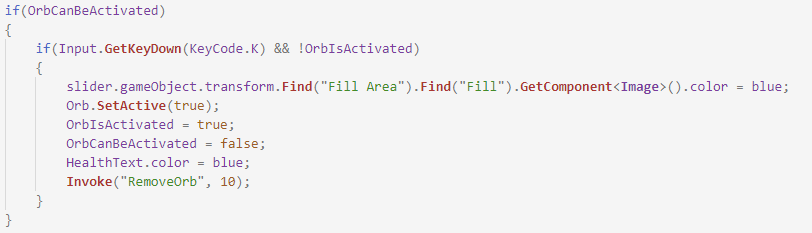 if(OrbCanBeActivated)
{
    if(Input.GetKeyDown(KeyCode.K) && !OrbIsActivated)
    {
        slider.gameObject.transform.Find("Fill Area").Find("Fill").GetComponent<Image>().color = blue;
        Orb.SetActive(true);
        OrbIsActivated = true;
        OrbCanBeActivated = false;
        HealthText.color = blue;
        Invoke("RemoveOrb", 10);
    }
}